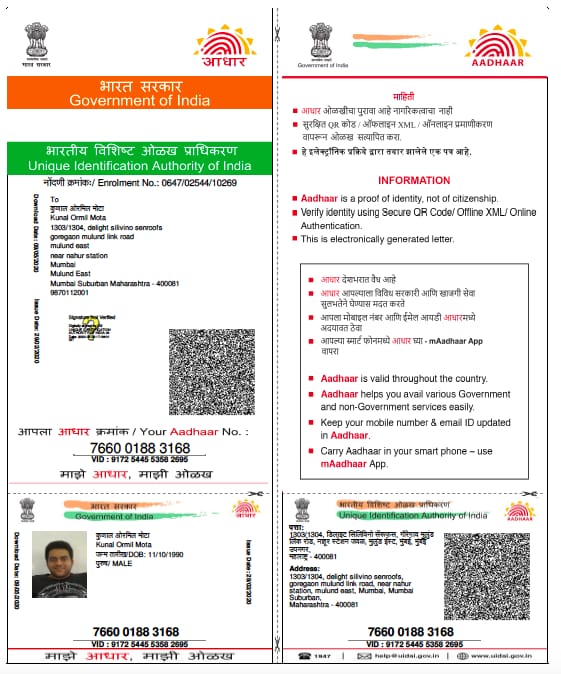 भारत सरकार
आधार
भारत सरकार
Government of India
भारतीय विशिष्ट ओळख प्राधिकरण
Unique Identification Authority of India
नोंदणी क्रमांक:/ Enrolment No.: 0647/02544/10269
Download Date: 09/05/2020
To
कुणाल ओरमिल मोटा
Kunal Ormil Mota
1303/1304, delight silvino senroofs
goregaon mulund link road
mulund east
near nahur station
Mumbai
Mulund East
Mumbai Suburban Maharashtra - 400081
9870112001
Issue Date: 29/02/2020
Signature Not Verified
आपला आधार क्रमांक / Your Aadhaar No. :
7660 0188 3168
VID : 9172 5445 5358 2695
माझे आधार, माझी ओळख
Government of India
AADHAAR
माहिती
आधार ओळखीचा पुरावा आहे नागरिकत्वाचा नाही
सुरक्षित QR कोड / ऑफलाइन XML / ऑनलाइन प्रमाणीकरण
वापरून ओळख सत्यापित करा.
हे इलेक्ट्रॉनिक प्रक्रिये द्वारा तयार झालेले एक पत्र आहे.
INFORMATION
Aadhaar is a proof of identity, not of citizenship.
Verify identity using Secure QR Code/ Offline XML/ Online
Authentication.
This is electronically generated letter.
आधार देशभरात वैध आहे
आधार आपल्याला विविध सरकारी आणि खाजगी सेवा
सुलभतेने घेण्यास मदत करते
आपला मोबाइल नंबर आणि ईमेल आयडी आधारमध्ये
अद्ययावत ठेवा
आपल्या स्मार्ट फोनमध्ये आधार घ्या - mAadhaar App
वापरा
Aadhaar is valid throughout the country.
Aadhaar helps you avail various Government
and non-Government services easily.
Keep your mobile number & email ID updated
in Aadhaar.
Carry Aadhaar in your smart phone – use
mAadhaar App.
भारत सरकार
Government of India
आधार
Download Date: 09/05/2020
कुणाल ओरमिल मोटा
Kunal Ormil Mota
जन्म तारीख/DOB: 11/10/1990
पुरुष/ MALE
Issue Date: 29/02/2020
7660 0188 3168
VID : 9172 5445 5358 2695
माझे आधार, माझी ओळख
भारतीय विशिष्ट ओळख प्राधिकरण
Unique Identification Authority of India
AADHAAR
पत्ता:
1303/1304, डिलाइट सिल्विनो सेंरूफ्स, गोरेगाव मुलुंड
लिंक रोड, नाहूर स्टेशन जवळ, मुलुंड ईस्ट, मुंबई, मुंबई
उपनगर,
महाराष्ट्र - 400081
Address:
1303/1304, delight silvino senroofs,
goregaon mulund link road, near nahur
station, mulund east, Mumbai, Mumbai
Suburban,
Maharashtra - 400081
7660 0188 3168
VID : 9172 5445 5358 2695
1947 | help@uidai.gov.in | www.uidai.gov.in